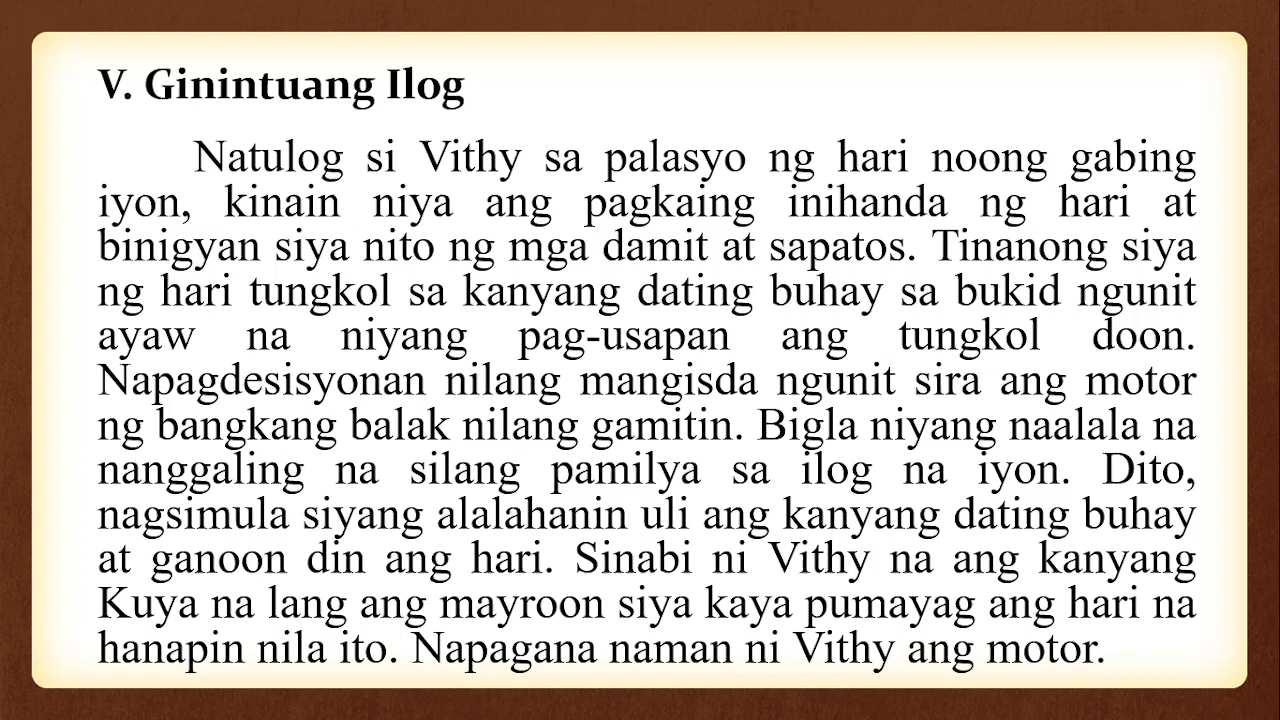 V. Ginintuang Ilog
Natulog si Vithy sa palasyo ng hari noong gabing
iyon, kinain niya ang pagkaing inihanda ng hari at
binigyan siya nito ng mga damit at sapatos. Tinanong siya
ng hari tungkol sa kanyang dating buhay sa bukid ngunit
ayaw na niyang pag-usapan ang tungkol doon.
Napagdesisyonan nilang mangisda ngunit sira ang motor
ng bangkang balak nilang gamitin. Bigla niyang naalala na
nanggaling na silang pamilya sa ilog na iyon. Dito,
nagsimula siyang alalahanin uli ang kanyang dating buhay
at ganoon din ang hari. Sinabi ni Vithy na ang kanyang
Kuya na lang ang mayroon siya kaya pumayag ang hari na
hanapin nila ito. Napagana naman ni Vithy ang motor.